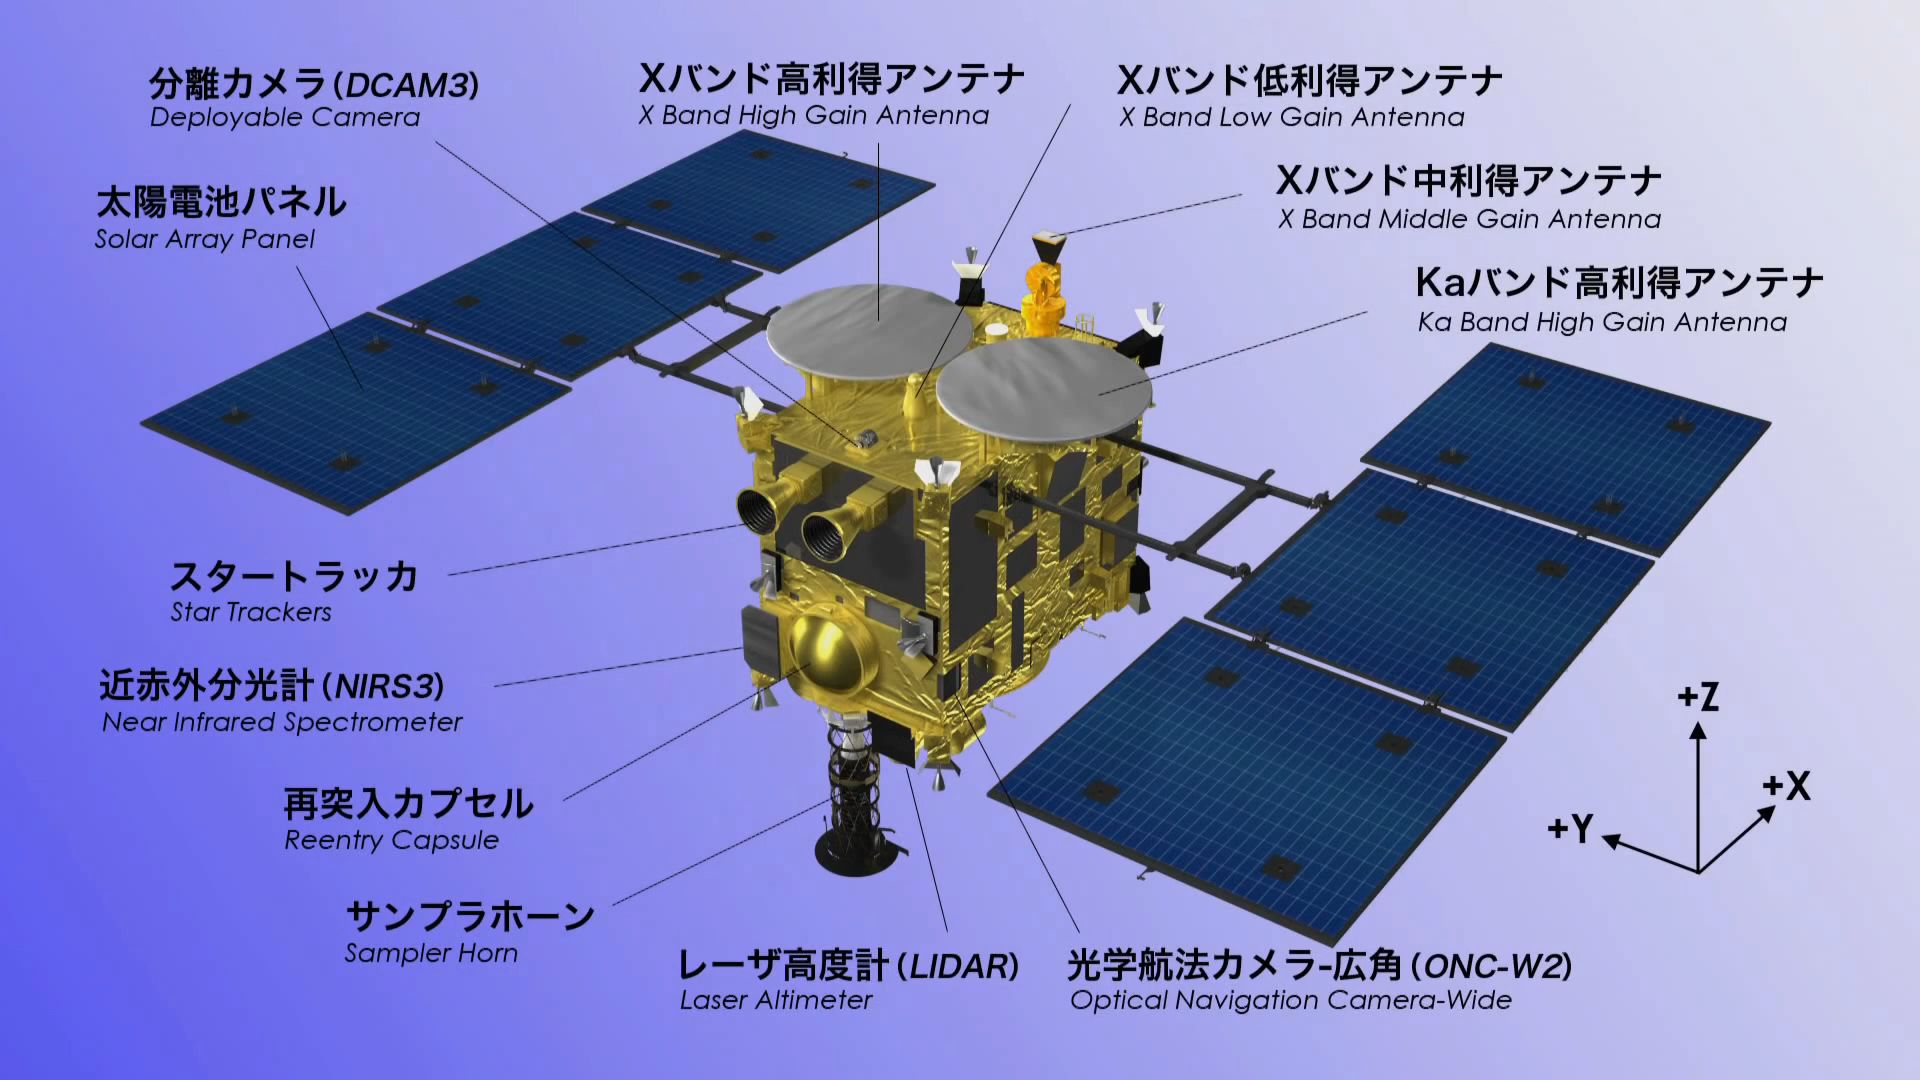 分離カメラ(DCAM3)
Deployable Camera
Xバンド高利得アンテナ
X Band High Gain Antenna
Xバンド低利得アンテナ
X Band Low Gain Antenna
太陽電池パネル
Solar Array Panel
Xバンド中利得アンテナ
X Band Middle Gain Antenna
Kaバンド高利得アンテナ
Ka Band High Gain Antenna
スタートラッカ
Star Trackers
近赤外分光計(NIRS3)
Near Infrared Spectrometer
再突入カプセル
Reentry Capsule
サンプラホーン
Sampler Horn
レーザ高度計(LIDAR)
Laser Altimeter
光学航法カメラ-広角(ONC-W2)
Optical Navigation Camera-Wide
+Z
+X
+Y